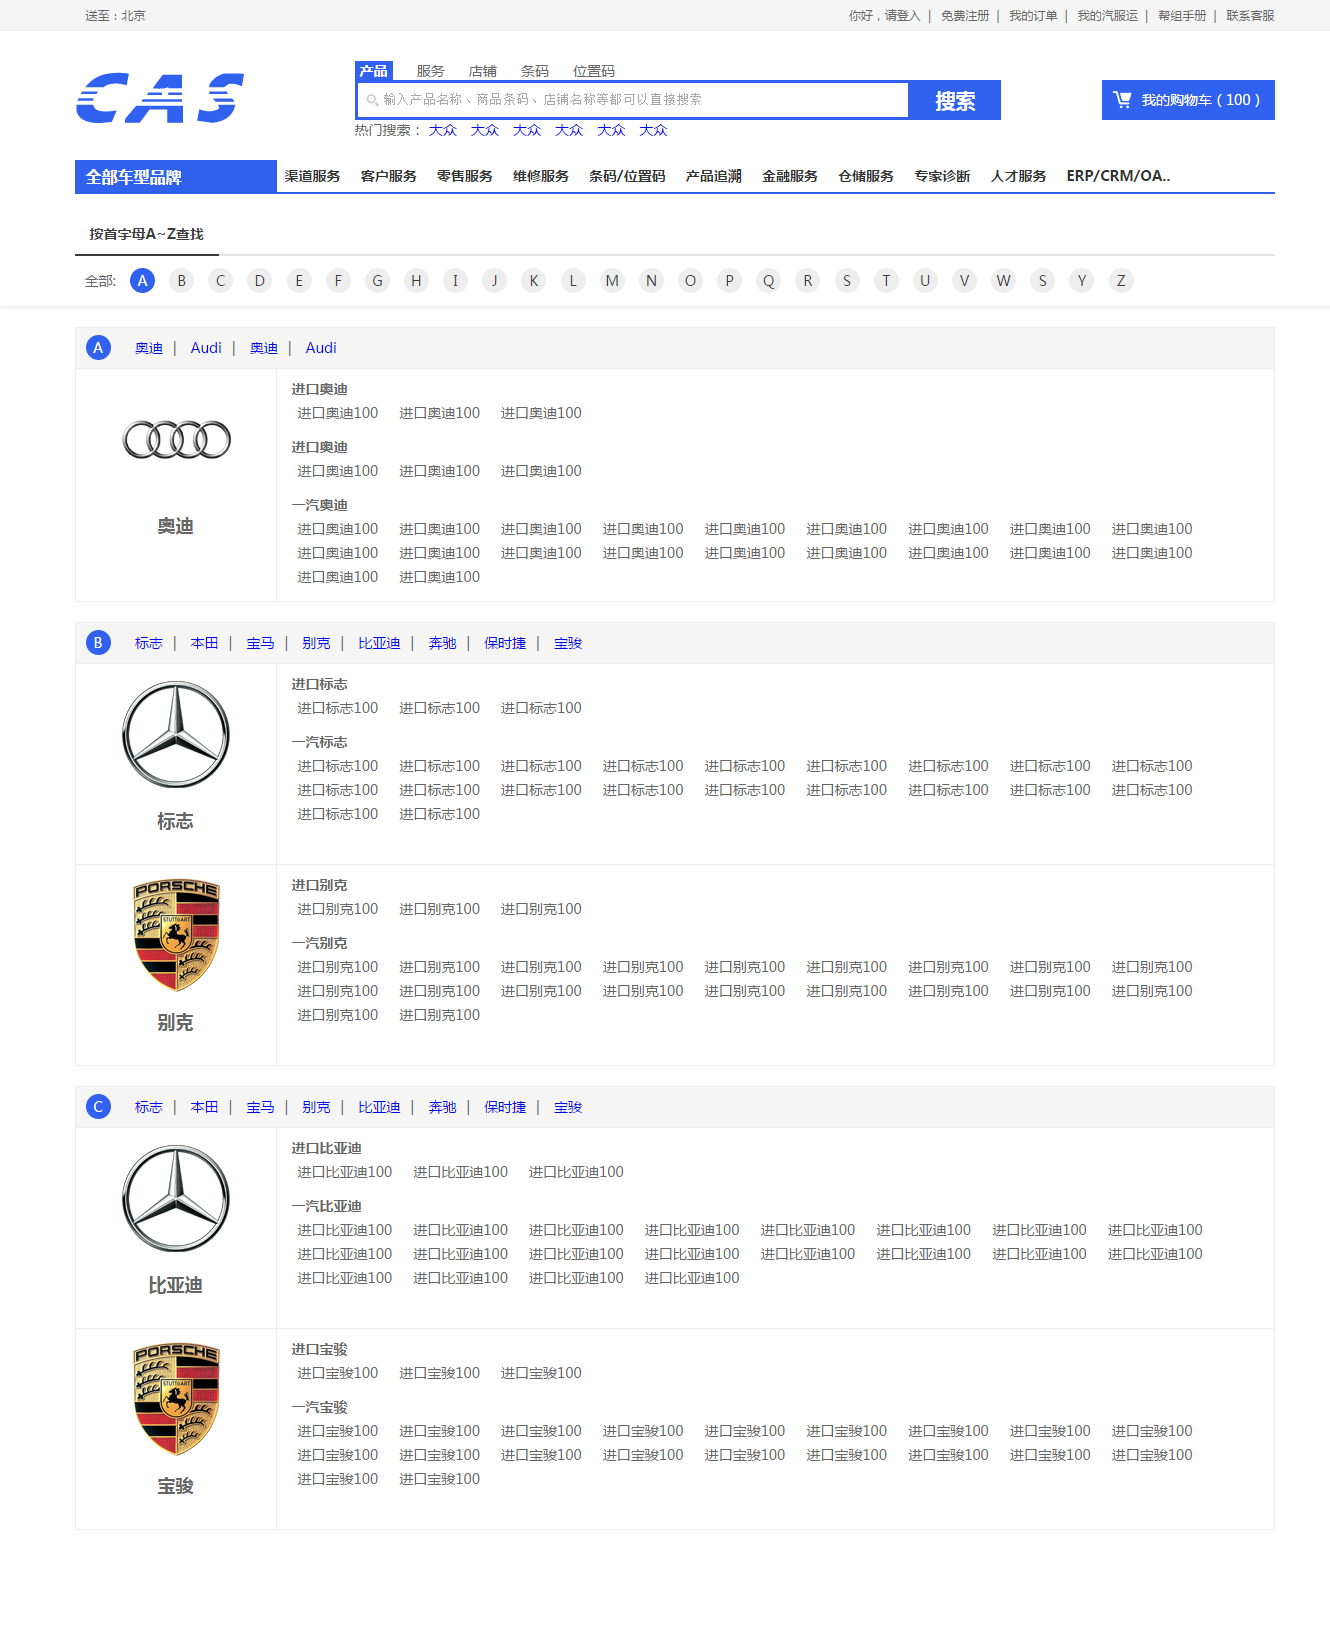 送至：北京
你好，请登入 | 免费注册 | 我的订单 | 我的汽服运 | 帮组手册 | 联系客服
CAS
产品 服务 店铺 条码 位置码
输入产品名称、商品条码、店铺名称等都可以直接搜索 搜索
我的购物车（100）
热门搜索： 大众 大众 大众 大众 大众 大众
全部车型品牌 渠道服务 客户服务 零售服务 维修服务 条码/位置码 产品追溯 金融服务 仓储服务 专家诊断 人才服务 ERP/CRM/OA..
按首字母A~Z查找
全部: A B C D E F G H I J K L M N O P Q R S T U V W S Y Z
A 奥迪 | Audi | 奥迪 | Audi
进口奥迪
进口奥迪100 进口奥迪100 进口奥迪100
进口奥迪
进口奥迪100 进口奥迪100 进口奥迪100
一汽奥迪
奥迪
进口奥迪100 进口奥迪100 进口奥迪100 进口奥迪100 进口奥迪100 进口奥迪100 进口奥迪100 进口奥迪100 进口奥迪100
进口奥迪100 进口奥迪100 进口奥迪100 进口奥迪100 进口奥迪100 进口奥迪100 进口奥迪100 进口奥迪100 进口奥迪100
进口奥迪100 进口奥迪100
B 标志 | 本田 | 宝马 | 别克 | 比亚迪 | 奔驰 | 保时捷 | 宝骏
进口标志
进口标志100 进口标志100 进口标志100
一汽标志
进口标志100 进口标志100 进口标志100 进口标志100 进口标志100 进口标志100 进口标志100 进口标志100 进口标志100
进口标志100 进口标志100 进口标志100 进口标志100 进口标志100 进口标志100 进口标志100 进口标志100 进口标志100
进口标志100 进口标志100
标志
PORSCHE
STUTTGART
进口别克
进口别克100 进口别克100 进口别克100
一汽别克
进口别克100 进口别克100 进口别克100 进口别克100 进口别克100 进口别克100 进口别克100 进口别克100 进口别克100
进口别克100 进口别克100 进口别克100 进口别克100 进口别克100 进口别克100 进口别克100 进口别克100 进口别克100
进口别克100 进口别克100
别克
C 标志 | 本田 | 宝马 | 别克 | 比亚迪 | 奔驰 | 保时捷 | 宝骏
进口比亚迪
进口比亚迪100 进口比亚迪100 进口比亚迪100
一汽比亚迪
进口比亚迪100 进口比亚迪100 进口比亚迪100 进口比亚迪100 进口比亚迪100 进口比亚迪100 进口比亚迪100 进口比亚迪100
进口比亚迪100 进口比亚迪100 进口比亚迪100 进口比亚迪100 进口比亚迪100 进口比亚迪100 进口比亚迪100 进口比亚迪100
进口比亚迪100 进口比亚迪100 进口比亚迪100 进口比亚迪100
比亚迪
PORSCHE
STUTTGART
进口宝骏
进口宝骏100 进口宝骏100 进口宝骏100
一汽宝骏
进口宝骏100 进口宝骏100 进口宝骏100 进口宝骏100 进口宝骏100 进口宝骏100 进口宝骏100 进口宝骏100 进口宝骏100
进口宝骏100 进口宝骏100 进口宝骏100 进口宝骏100 进口宝骏100 进口宝骏100 进口宝骏100 进口宝骏100 进口宝骏100
进口宝骏100 进口宝骏100
宝骏